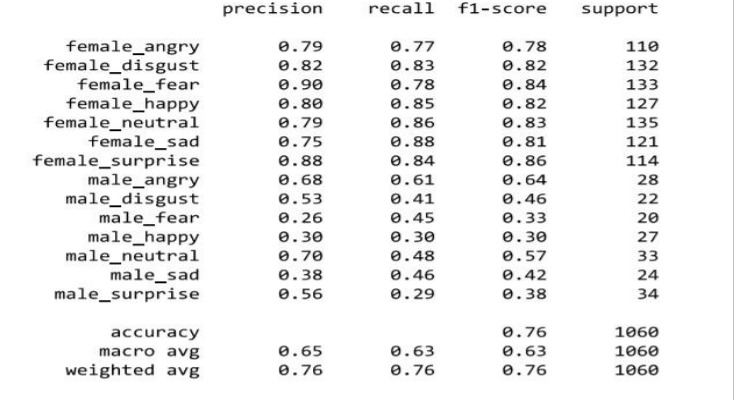 precision recall f1-score support
female_angry 0.79 0.77 0.78 110
female_disgust 0.82 0.83 0.82 132
female_fear 0.90 0.78 0.84 133
female_happy 0.80 0.85 0.82 127
female_neutral 0.79 0.86 0.83 135
female_sad 0.75 0.88 0.81 121
female_surprise 0.88 0.84 0.86 114
male_angry 0.68 0.61 0.64 28
male_disgust 0.53 0.41 0.46 22
male_fear 0.26 0.45 0.33 20
male_happy 0.30 0.30 0.30 27
male_neutral 0.70 0.48 0.57 33
male_sad 0.38 0.46 0.42 24
male_surprise 0.56 0.29 0.38 34
accuracy 0.76 1060
macro avg 0.65 0.63 0.63 1060
weighted avg 0.76 0.76 0.76 1060